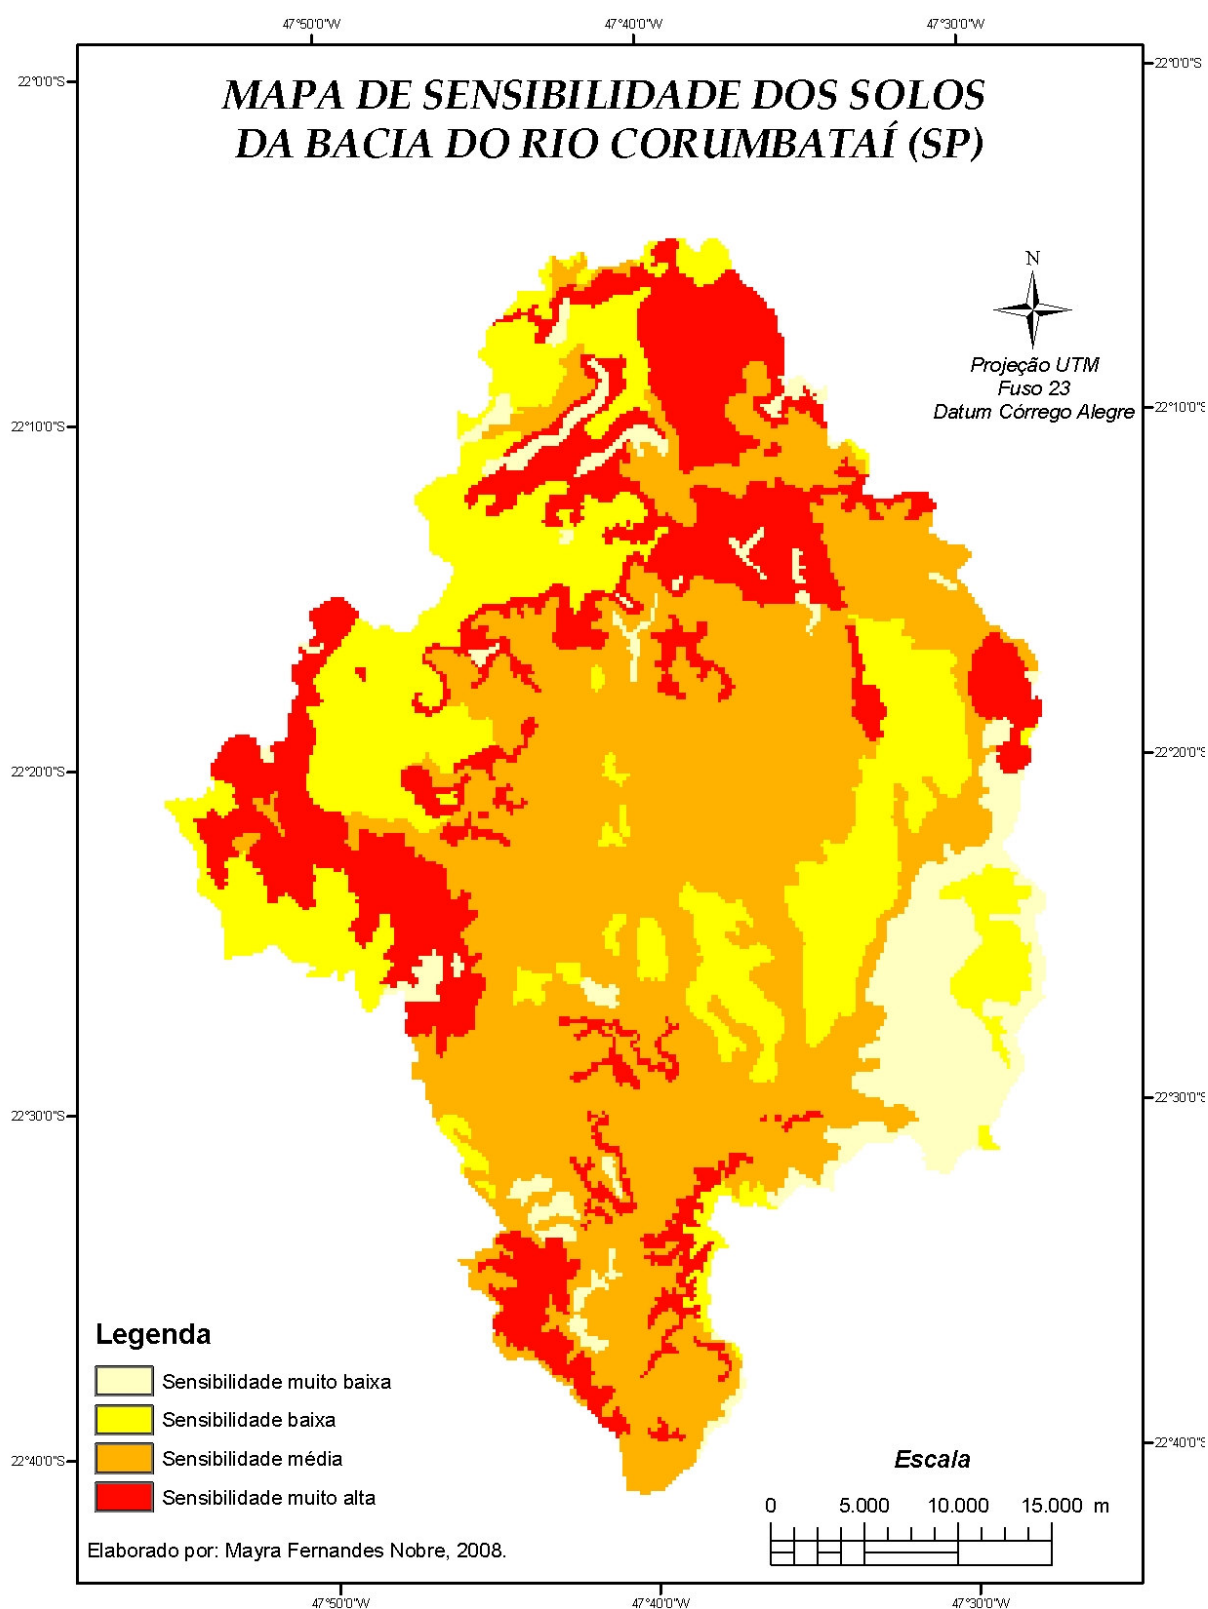 47°50'0"W 47°40'0"W 47°30'0"W
22°0'0"S 22°0'0"S
MAPA DE SENSIBILIDADE DOS SOLOS
DA BACIA DO RIO CORUMBATAÍ (SP)
N
Projeção UTM
Fuso 23
Datum Córrego Alegre
22°10'0"S 22°10'0"S
22°20'0"S 22°20'0"S
22°30'0"S 22°30'0"S
22°40'0"S 22°40'0"S
Legenda
Sensibilidade muito baixa
Sensibilidade baixa
Sensibilidade média
Sensibilidade muito alta
Escala
0 5.000 10.000 15.000 m
Elaborado por: Mayra Fernandes Nobre, 2008.
47°50'0"W 47°40'0"W 47°30'0"W